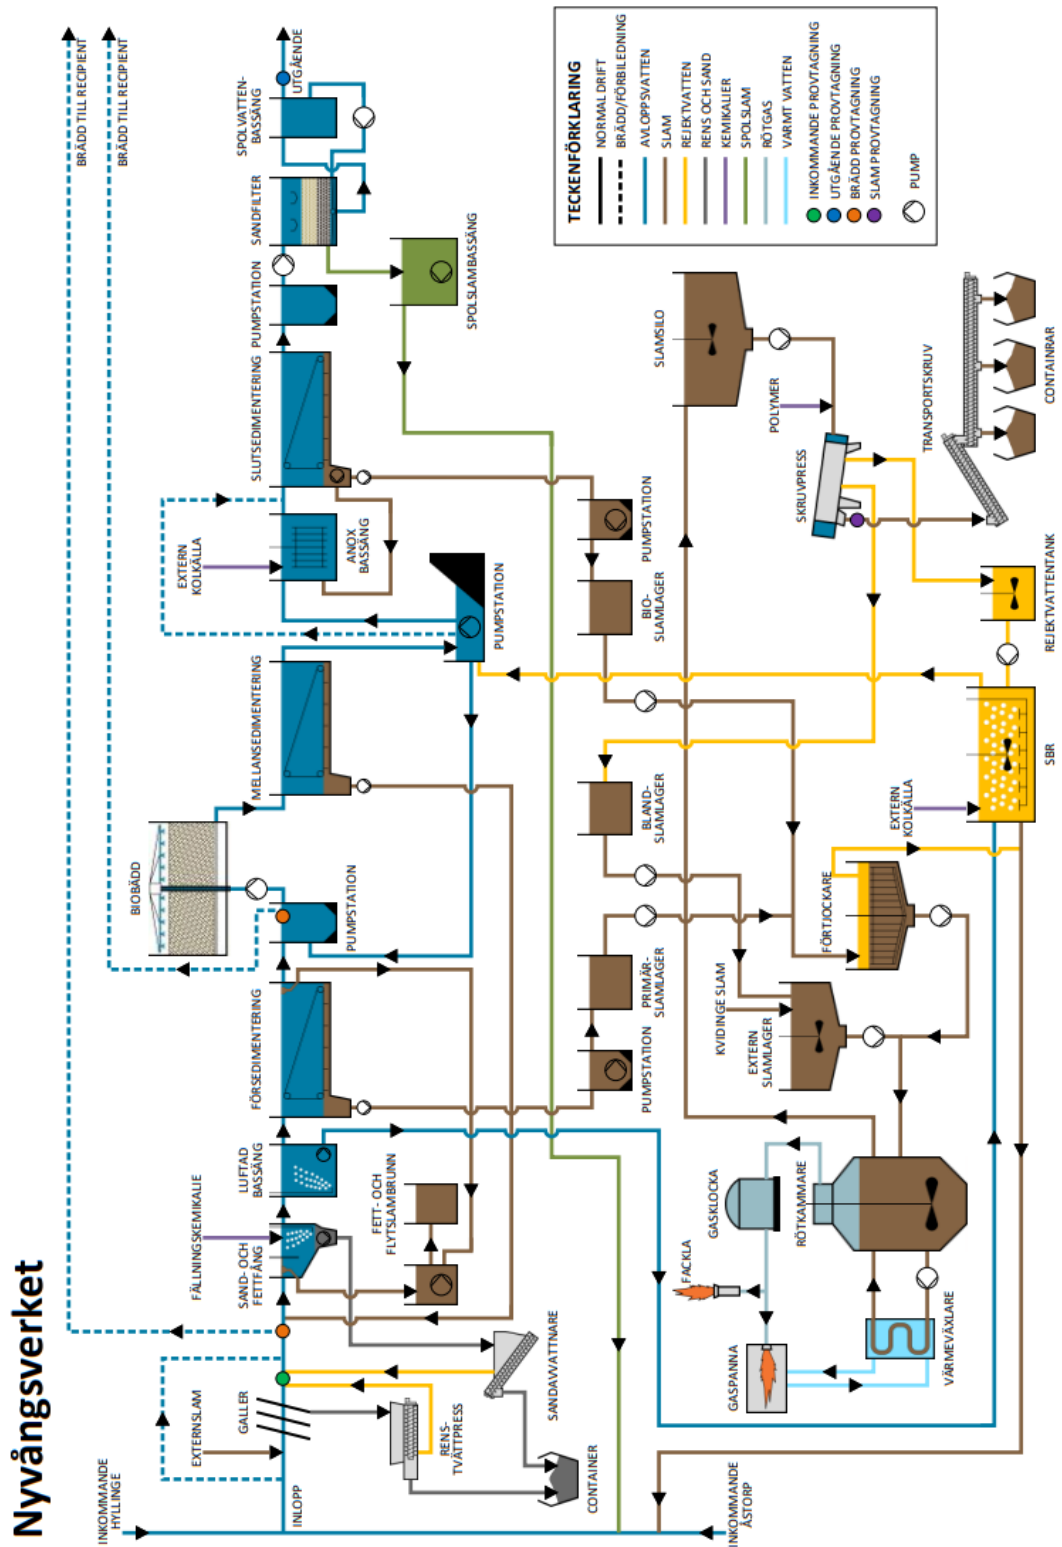 Nyvångsverket
BRÄDD TILL RECIPIENT
BRÄDD TILL RECIPIENT
INKOMMANDE
HYLLINGE
EXTERNSLAM
GALLER
INLOPP
FÄLLNINGSKEMIKALIE
SAND- OCH
FETTFÅNG
LUFTAD
BASSÄNG
FÖRSEDIMENTERING
PUMPSTATION
BIOBÄDD
MELLANSEDIMENTERING
PUMPSTATION
EXTERN
KOLKÄLLA
ANOX
BASSÄNG
SLUTSEDIMENTERING
PUMPSTATION
SANDFILTER
SPOLVATTEN-
BASSÄNG
UTGÅENDE
SPOLSLAMBASSÄNG
RENS-
TVÄTTPRESS
SANDAVVATTNARE
CONTAINER
FETT- OCH
FLYTSLAMBRUNN
PUMPSTATION
PRIMÄR-
SLAMLAGER
BLAND-
SLAMLAGER
BIO-
SLAMLAGER
PUMPSTATION
INKOMMANDE
ÅSTORP
GASPANNA
FACKLA
GASKLOCKA
RÖTKAMMARE
VÄRMEVÄXLARE
KVIDINGE SLAM
EXTERN
SLAMLAGER
FÖRTJOCKARE
EXTERN
KOLKÄLLA
SBR
REJEKTVATTENTANK
SLAMSILO
POLYMER
SKRUVPRESS
TRANSPORTSKRUV
CONTAINRAR
TECKENFÖRKLARING
NORMAL DRIFT
BRÄDD/FÖRBILEDNING
AVLOPPSVATTEN
SLAM
REJEKTVATTEN
RENS OCH SAND
KEMIKALIER
SPOLSLAM
RÖTGAS
VARMT VATTEN
INKOMMANDE PROVTAGNING
UTGÅENDE PROVTAGNING
BRÄDD PROVTAGNING
SLAM PROVTAGNING
PUMP